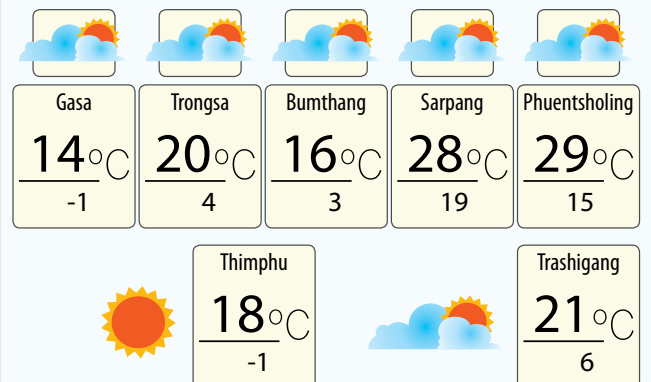 Gasa
14°C
-1
Trongsa
20°C
4
Bumthang
16°C
3
Sarpang
28°C
19
Phuentsholing
29°C
15
Thimphu
18°C
-1
Trashigang
21°C
6